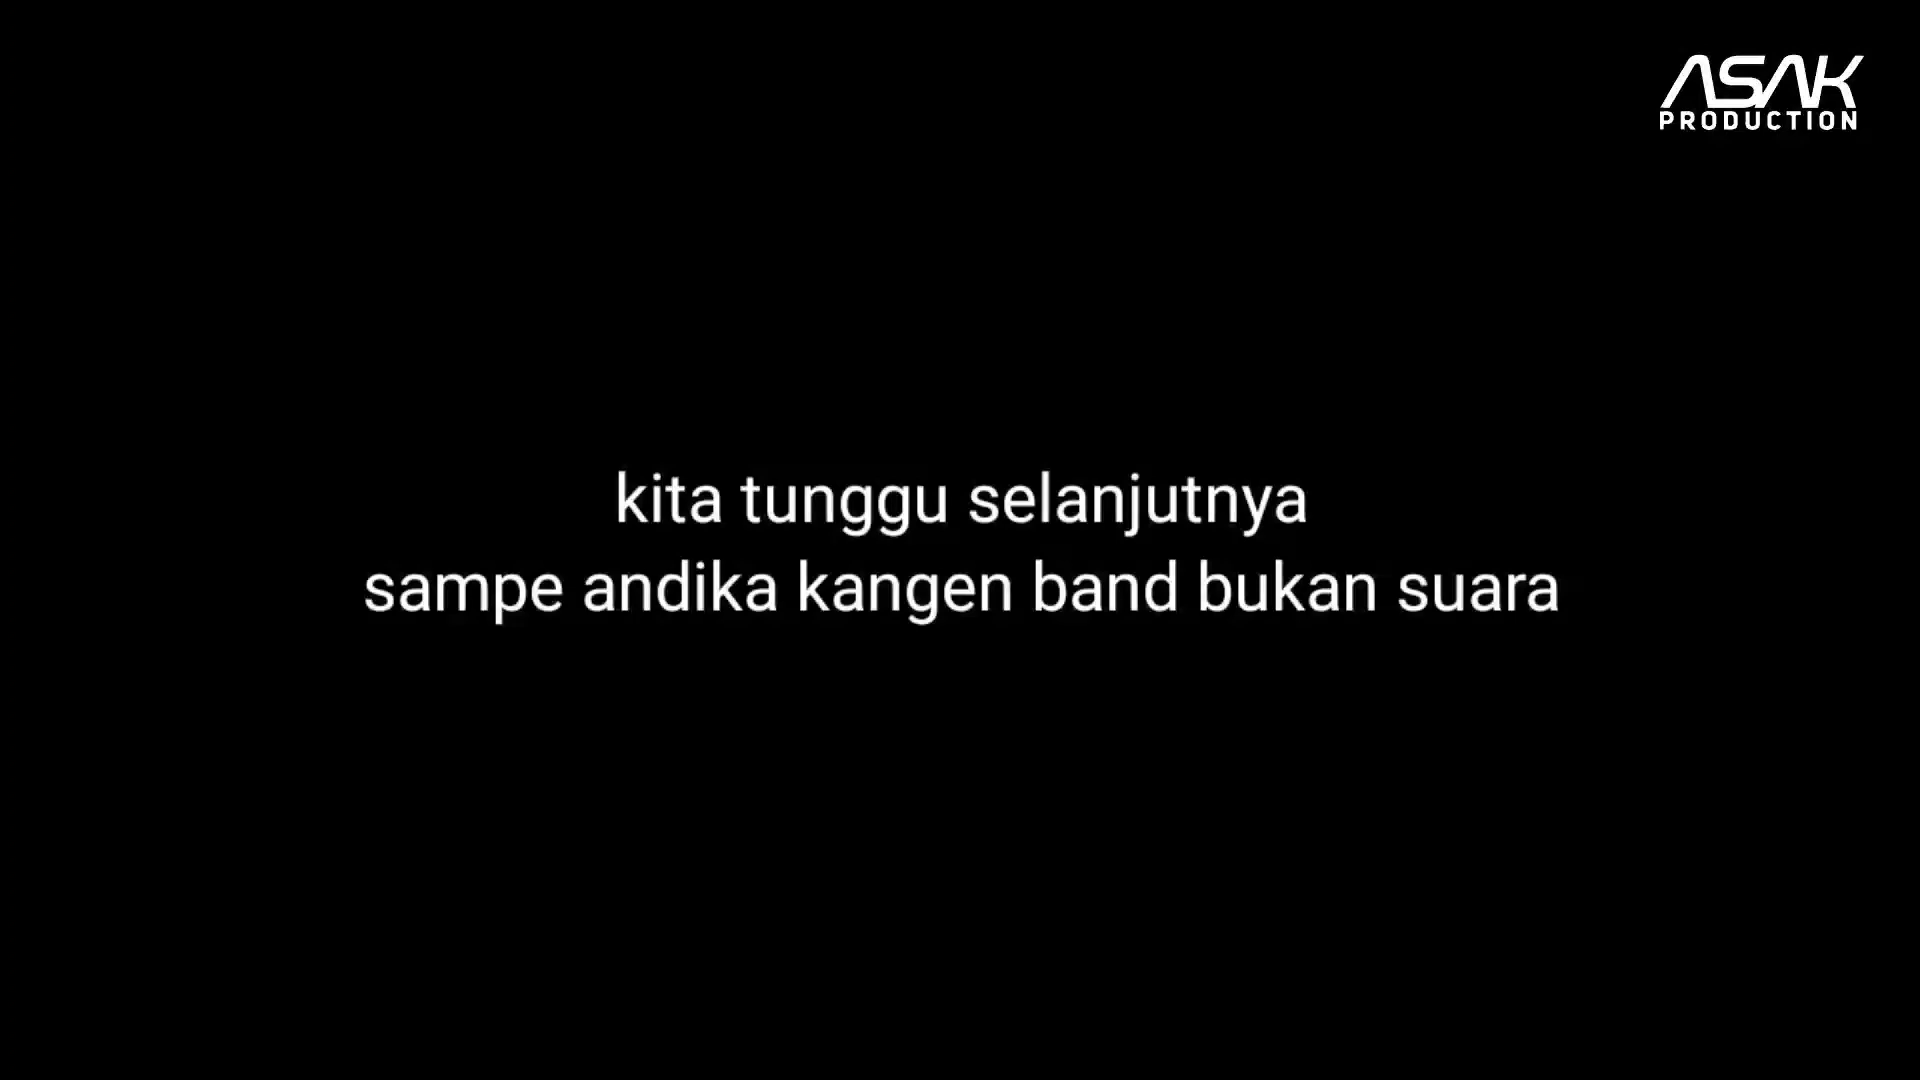 ASAK
PRODUCTION
kita tunggu selanjutnya
sampe andika kangen band bukan suara